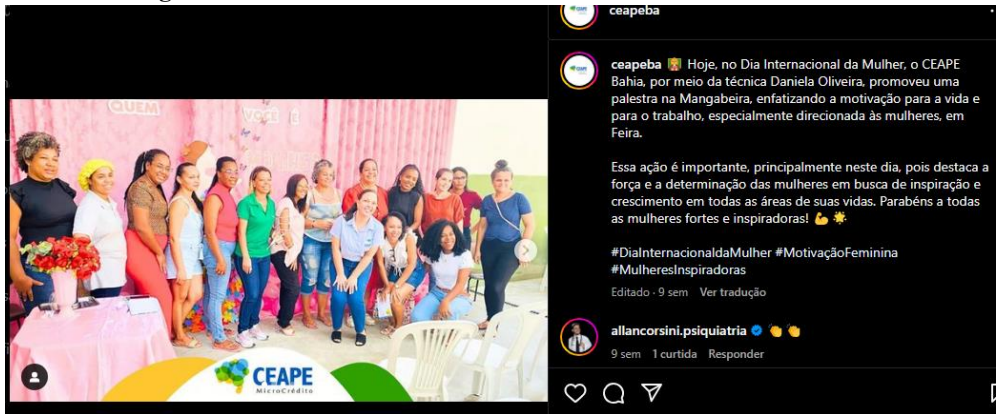 ceapeba
ceapeba 👸 Hoje, no Dia Internacional da Mulher, o CEAPE
Bahia, por meio da técnica Daniela Oliveira, promoveu uma
palestra na Mangabeira, enfatizando a motivação para a vida e
para o trabalho, especialmente direcionada às mulheres, em
Feira.
Essa ação é importante, principalmente neste dia, pois destaca a
força e a determinação das mulheres em busca de inspiração e
crescimento em todas as áreas de suas vidas. Parabéns a todas
as mulheres fortes e inspiradoras! 💪 🌟
#DiaInternacionaldaMulher #MotivaçãoFeminina
#MulheresInspiradoras
Editado · 9 sem Ver tradução
allancorsini.psiquiatria 👏 👏
9 sem 1 curtida Responder
QUEM VOCÊ É
CEAPE
MicroCrédito